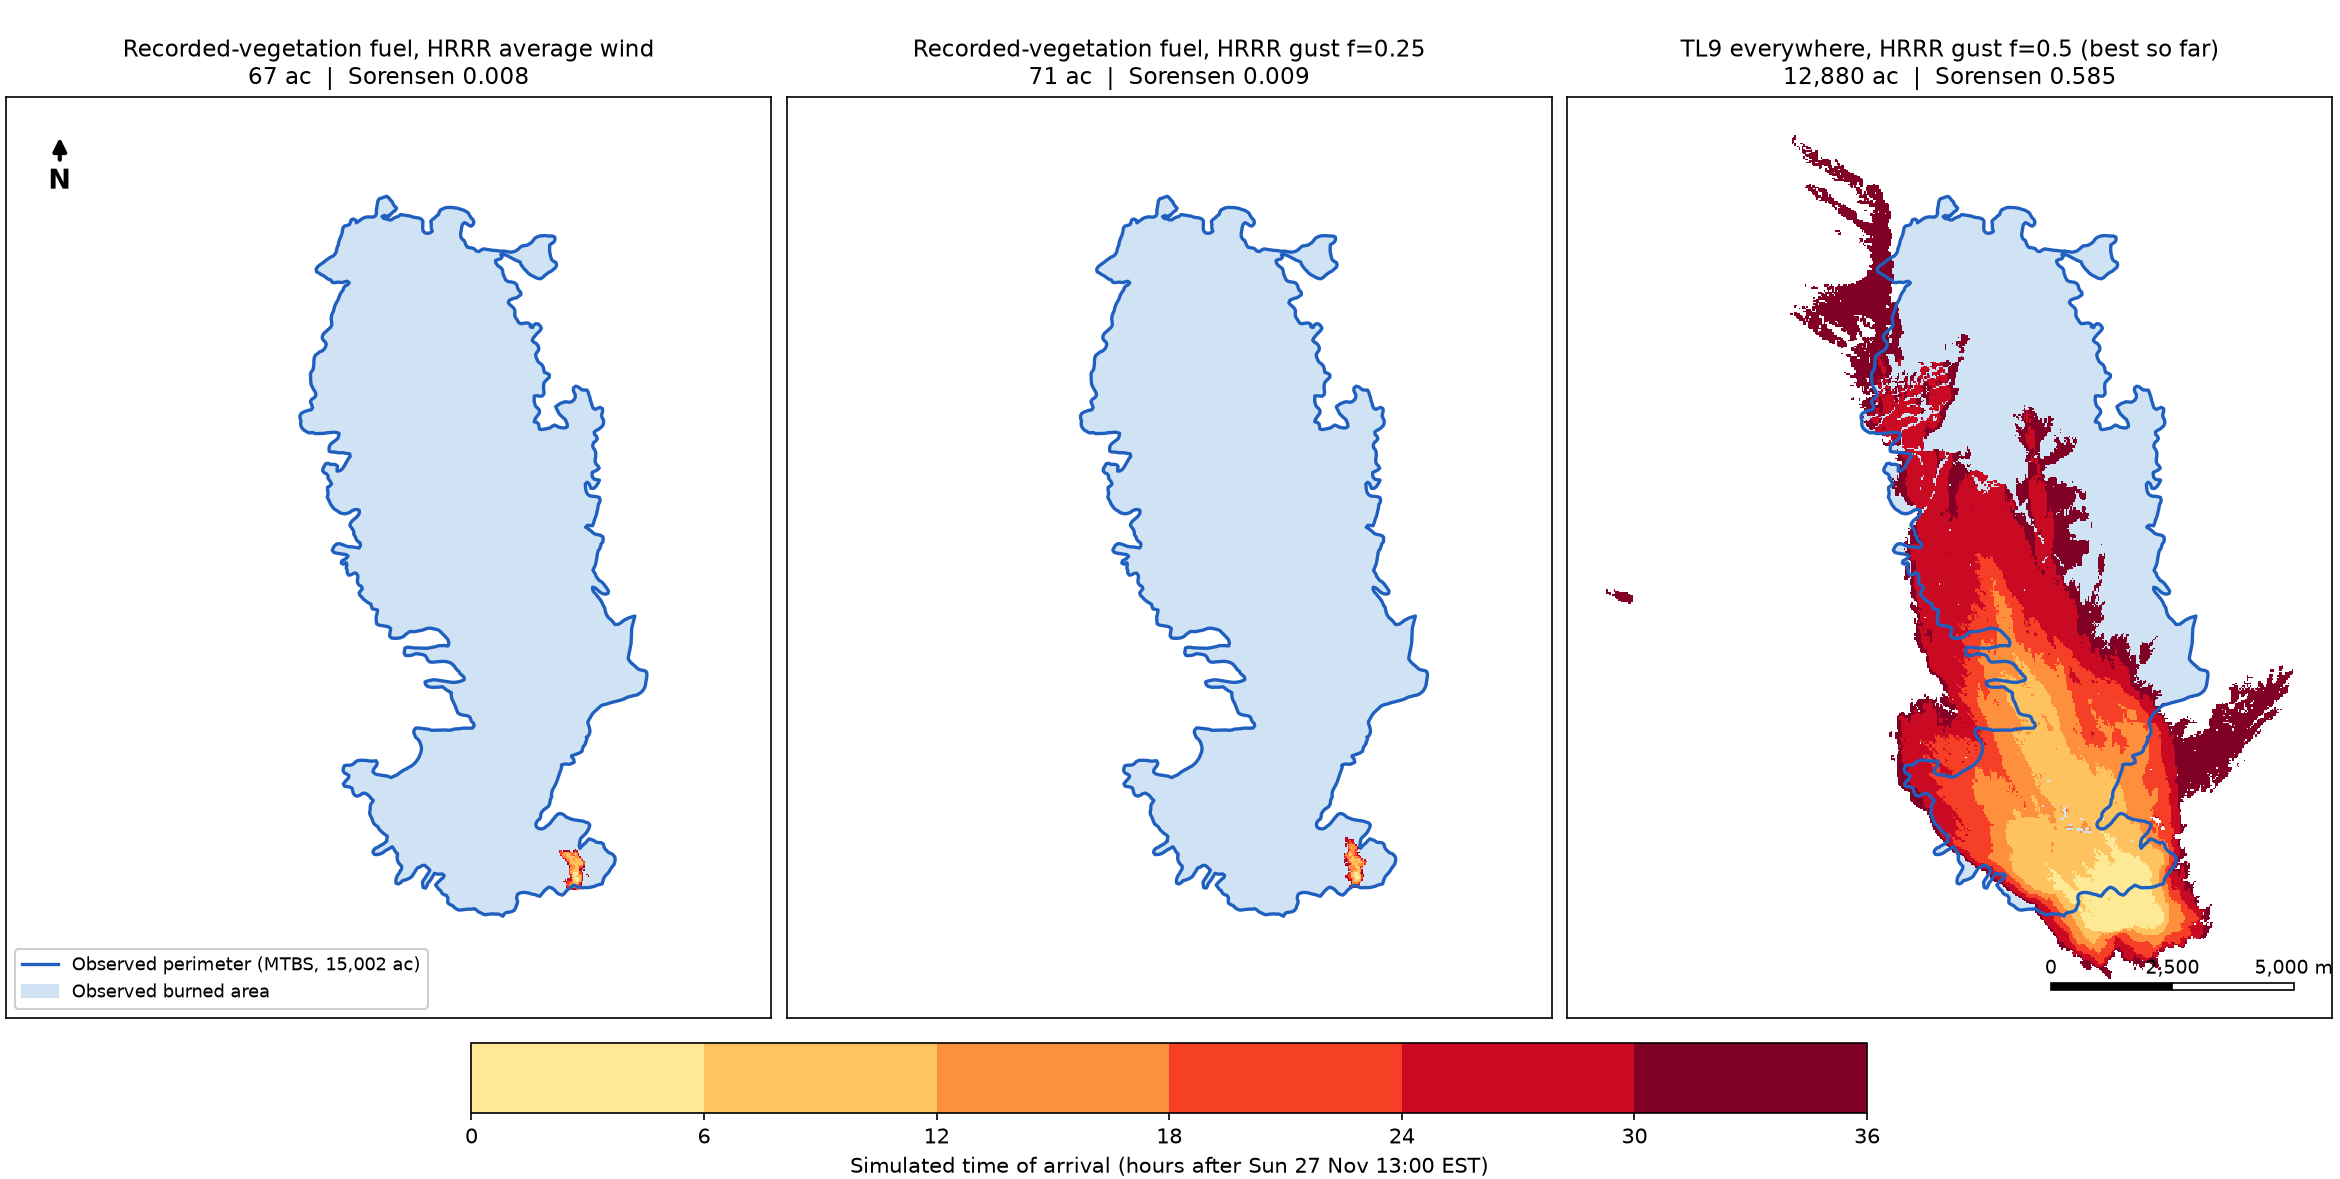 Recorded-vegetation fuel, HRRR average wind
67 ac | Sorensen 0.008
Recorded-vegetation fuel, HRRR gust f=0.25
71 ac | Sorensen 0.009
TL9 everywhere, HRRR gust f=0.5 (best so far)
12,880 ac | Sorensen 0.585
N
Observed perimeter (MTBS, 15,002 ac)
Observed burned area
0 2,500 5,000 m
0 6 12 18 24 30 36
Simulated time of arrival (hours after Sun 27 Nov 13:00 EST)